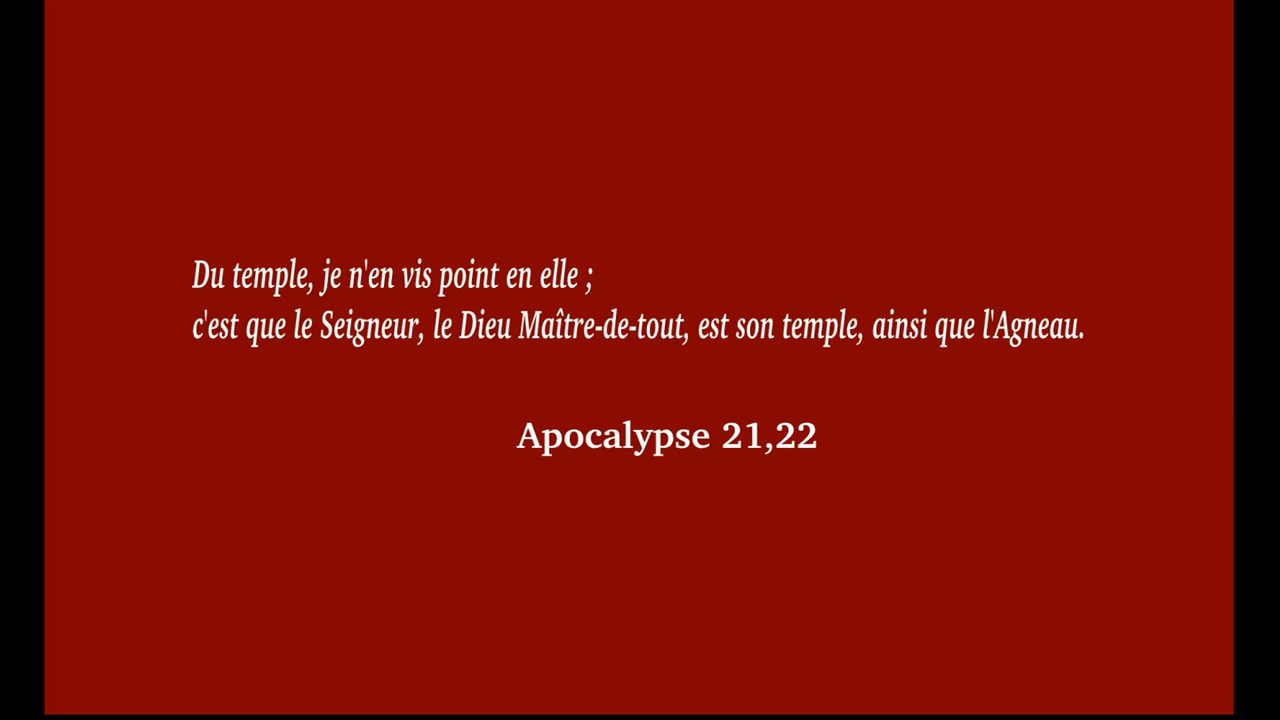 Du temple, je n'en vis point en elle ;
c'est que le Seigneur, le Dieu Maître-de-tout, est son temple, ainsi que l'Agneau.
Apocalypse 21,22